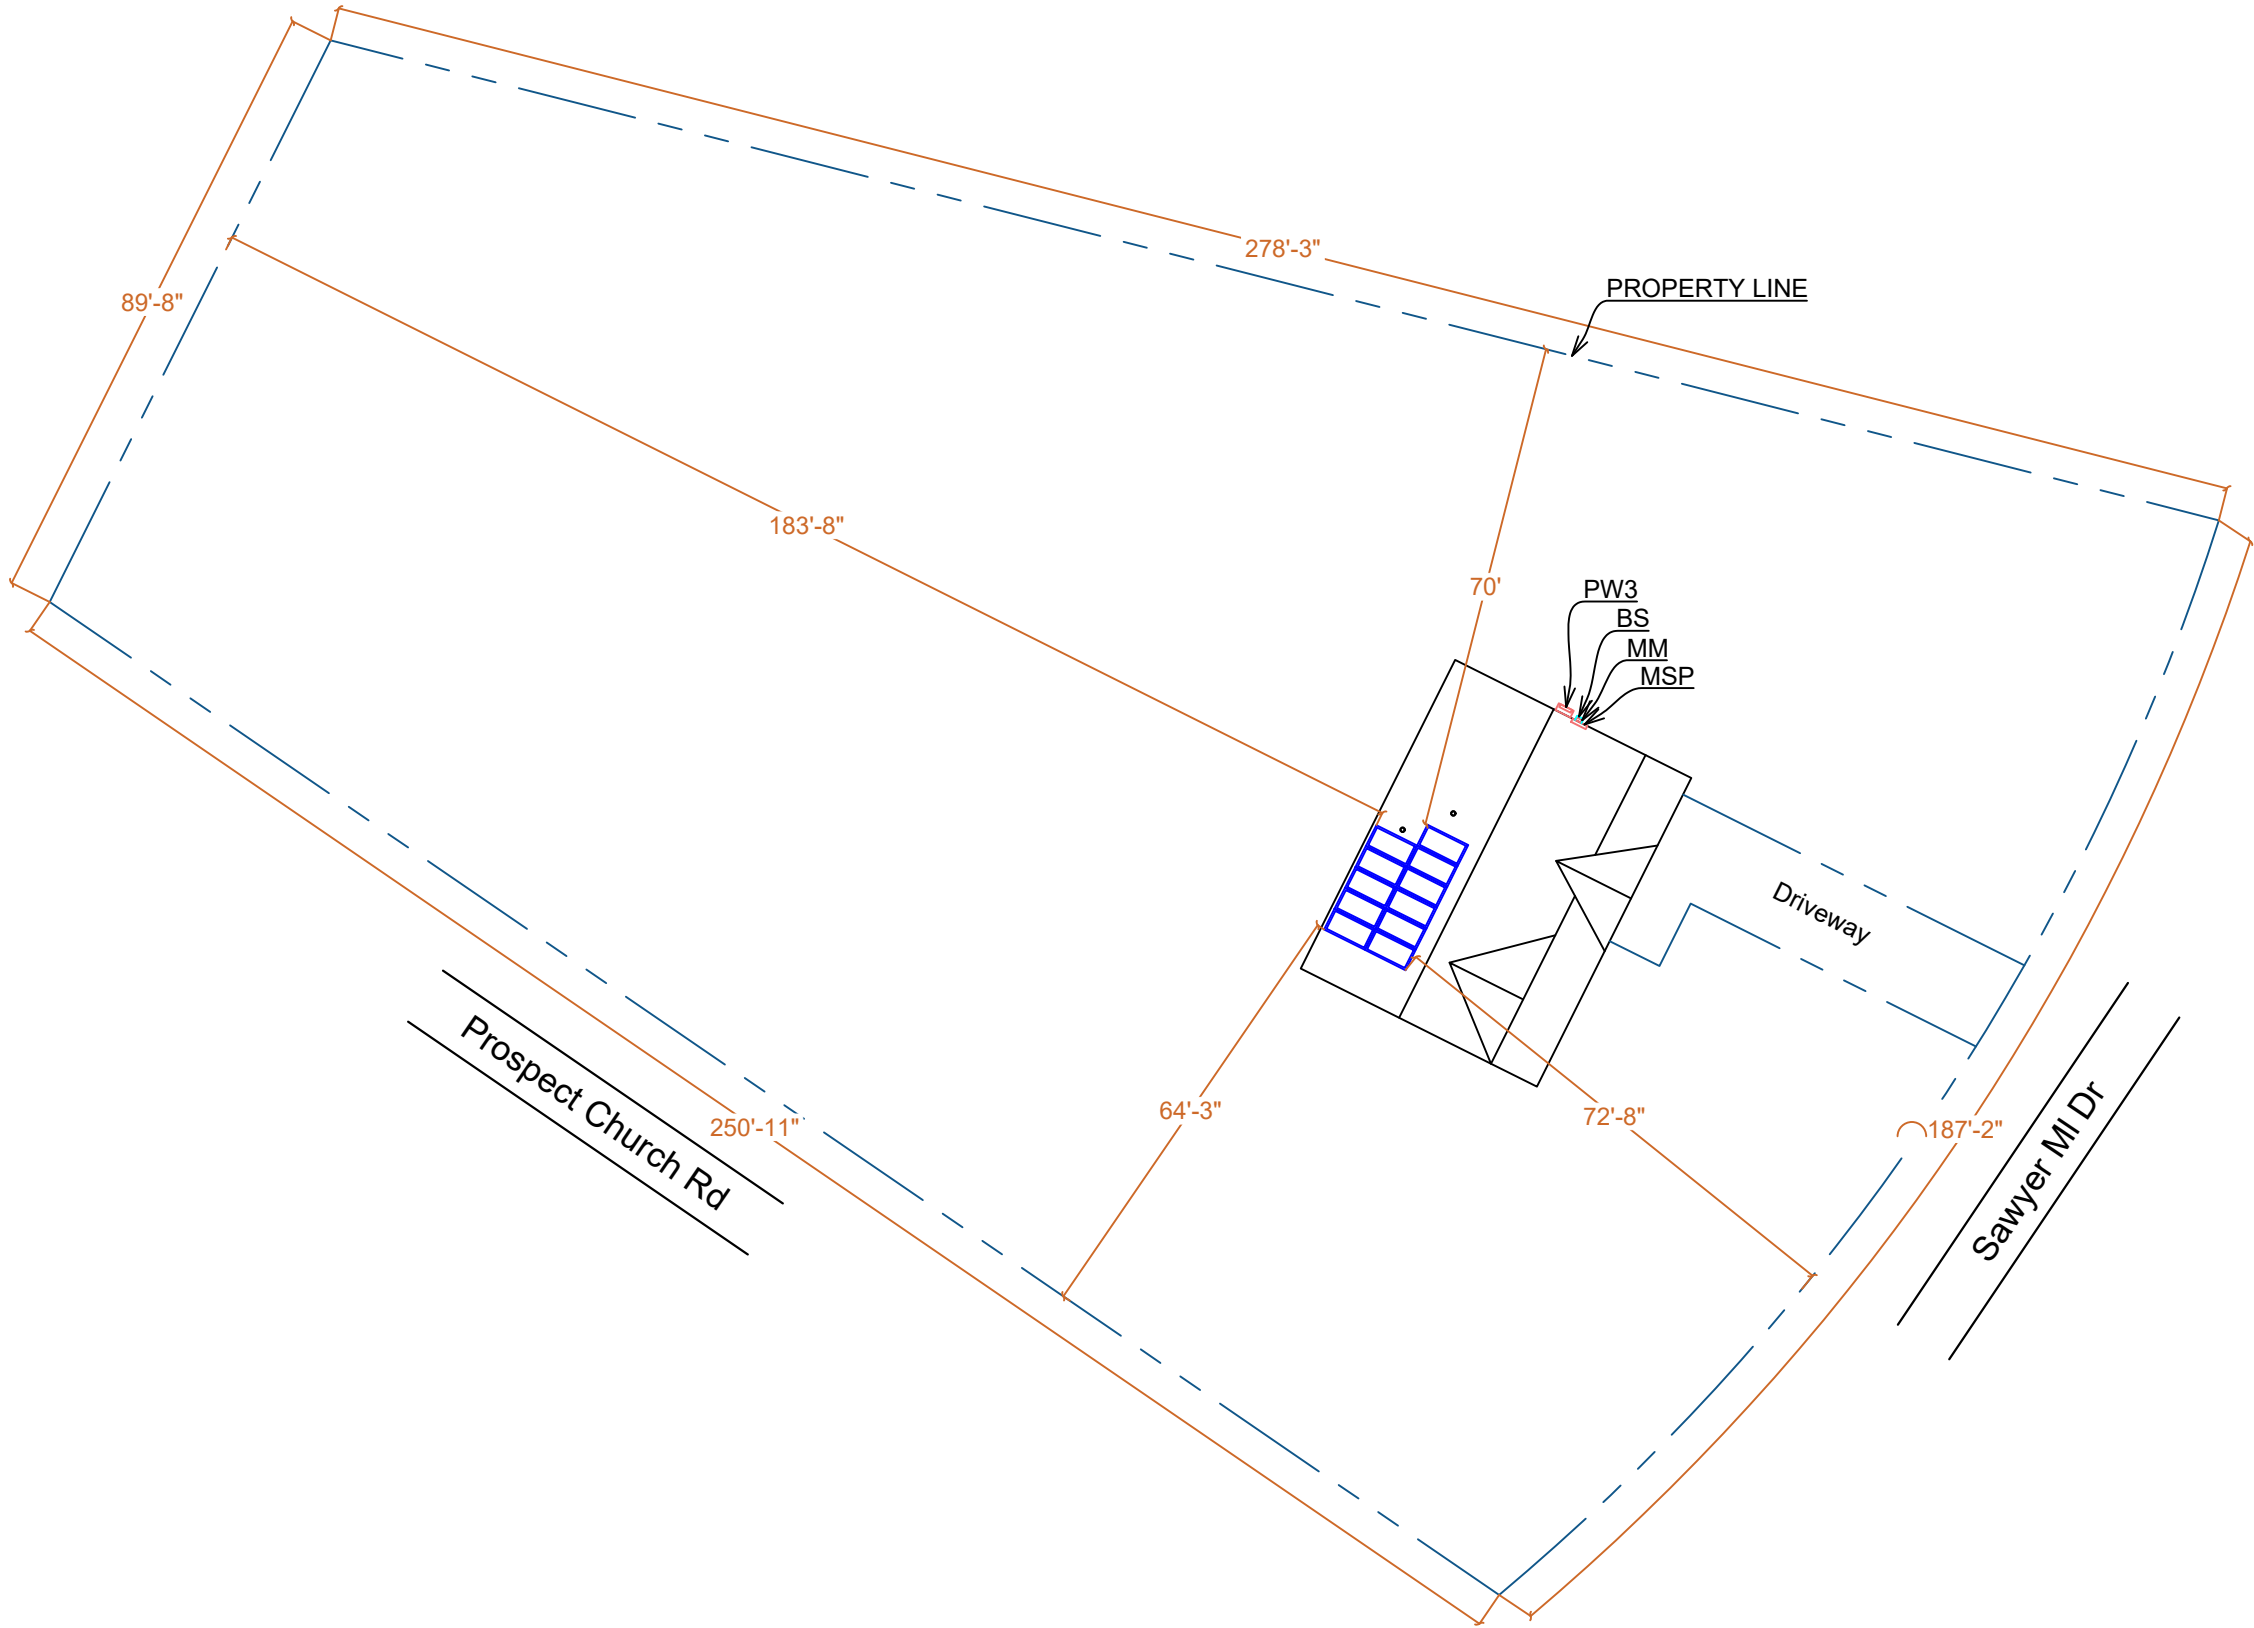 278'-3"
PROPERTY LINE
89'-8"
183'-8"
70'
PW3
BS
MM
MSP
Driveway
Prospect Church Rd
250'-11"
64'-3"
72'-8"
187'-2"
Sawyer Ml Dr